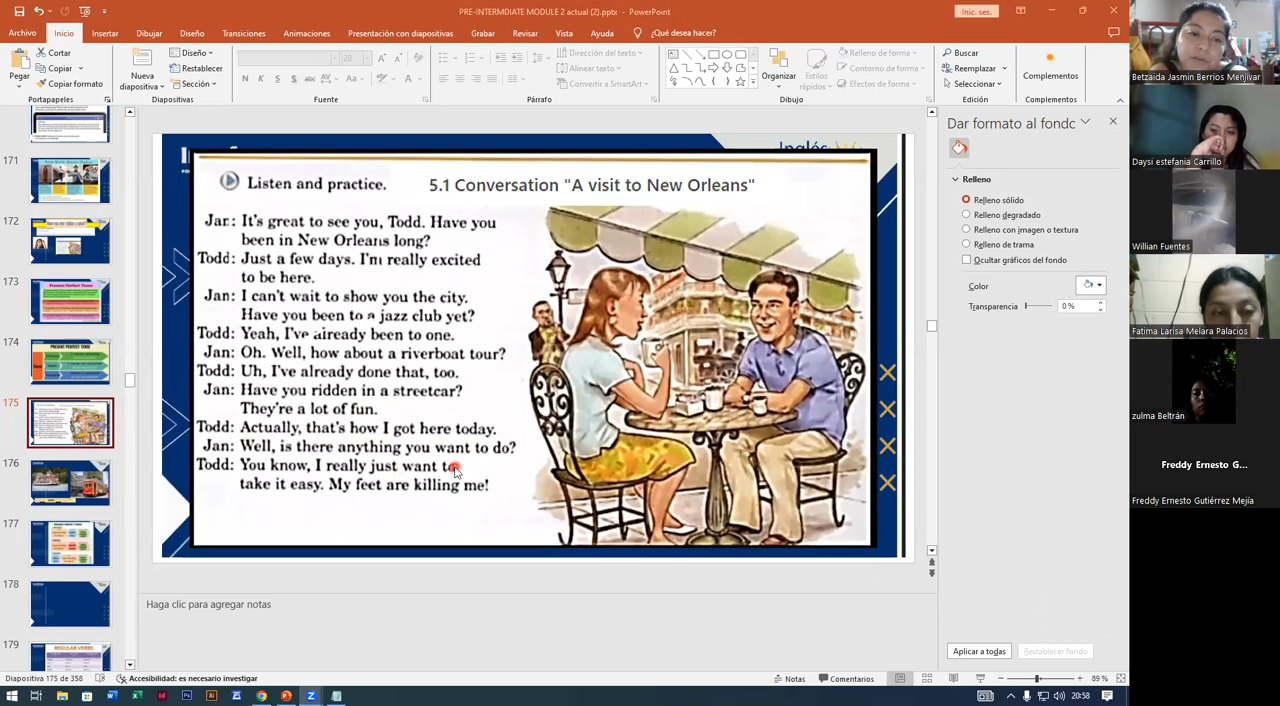 PRE-INTERMDIATE MODULE 2 actual (2).pptx - PowerPoint
Inic. ses.
Archivo Inicio Insertar Dibujar Diseño Transiciones Animaciones Presentación con diapositivas Grabar Revisar Vista Ayuda ¿Qué desea hacer?
Pegar
Cortar
Copiar
Copiar formato
Portapapeles
Nueva
diapositiva
Diseño
Restablecer
Sección
Diapositivas
20
N K S S abc AV Aa A
Fuente
Dirección del texto
Alinear texto
Convertir a SmartArt
Párrafo
Organizar
Estilos
rápidos
Relleno de forma
Contorno de forma
Efectos de forma
Dibujo
Buscar
Reemplazar
Seleccionar
Edición
Complementos
Complementos
171
172
173
174
175
176
177
178
179
PRESENT PERFECT TENSE
REGULAR VERBS
Inglés
Listen and practice.
5.1 Conversation "A visit to New Orleans"
Jan: It's great to see you, Todd. Have you
been in New Orleans long?
Todd: Just a few days. I'm really excited
to be here.
Jan: I can't wait to show you the city.
Have you been to a jazz club yet?
Todd: Yeah, I've already been to one.
Jan: Oh. Well, how about a riverboat tour?
Todd: Uh, I've already done that, too.
Jan: Have you ridden in a streetcar?
They're a lot of fun.
Todd: Actually, that's how I got here today.
Jan: Well, is there anything you want to do?
Todd: You know, I really just want to
take it easy. My feet are killing me!
Haga clic para agregar notas
Dar formato al fondo
Relleno
Relleno sólido
Relleno degradado
Relleno con imagen o textura
Relleno de trama
Ocultar gráficos del fondo
Color
Transparencia
0 %
Aplicar a todas
Restablecer fondo
Betzaida Jasmin Berrios Menjivar
Daysi estefania Carrillo
Willian Fuentes
Fatima Larisa Melara Palacios
zulma Beltrán
Freddy Ernesto G...
Freddy Ernesto Gutiérrez Mejía
Diapositiva 175 de 358
Accesibilidad: es necesario investigar
Notas
Comentarios
89 %
20:58